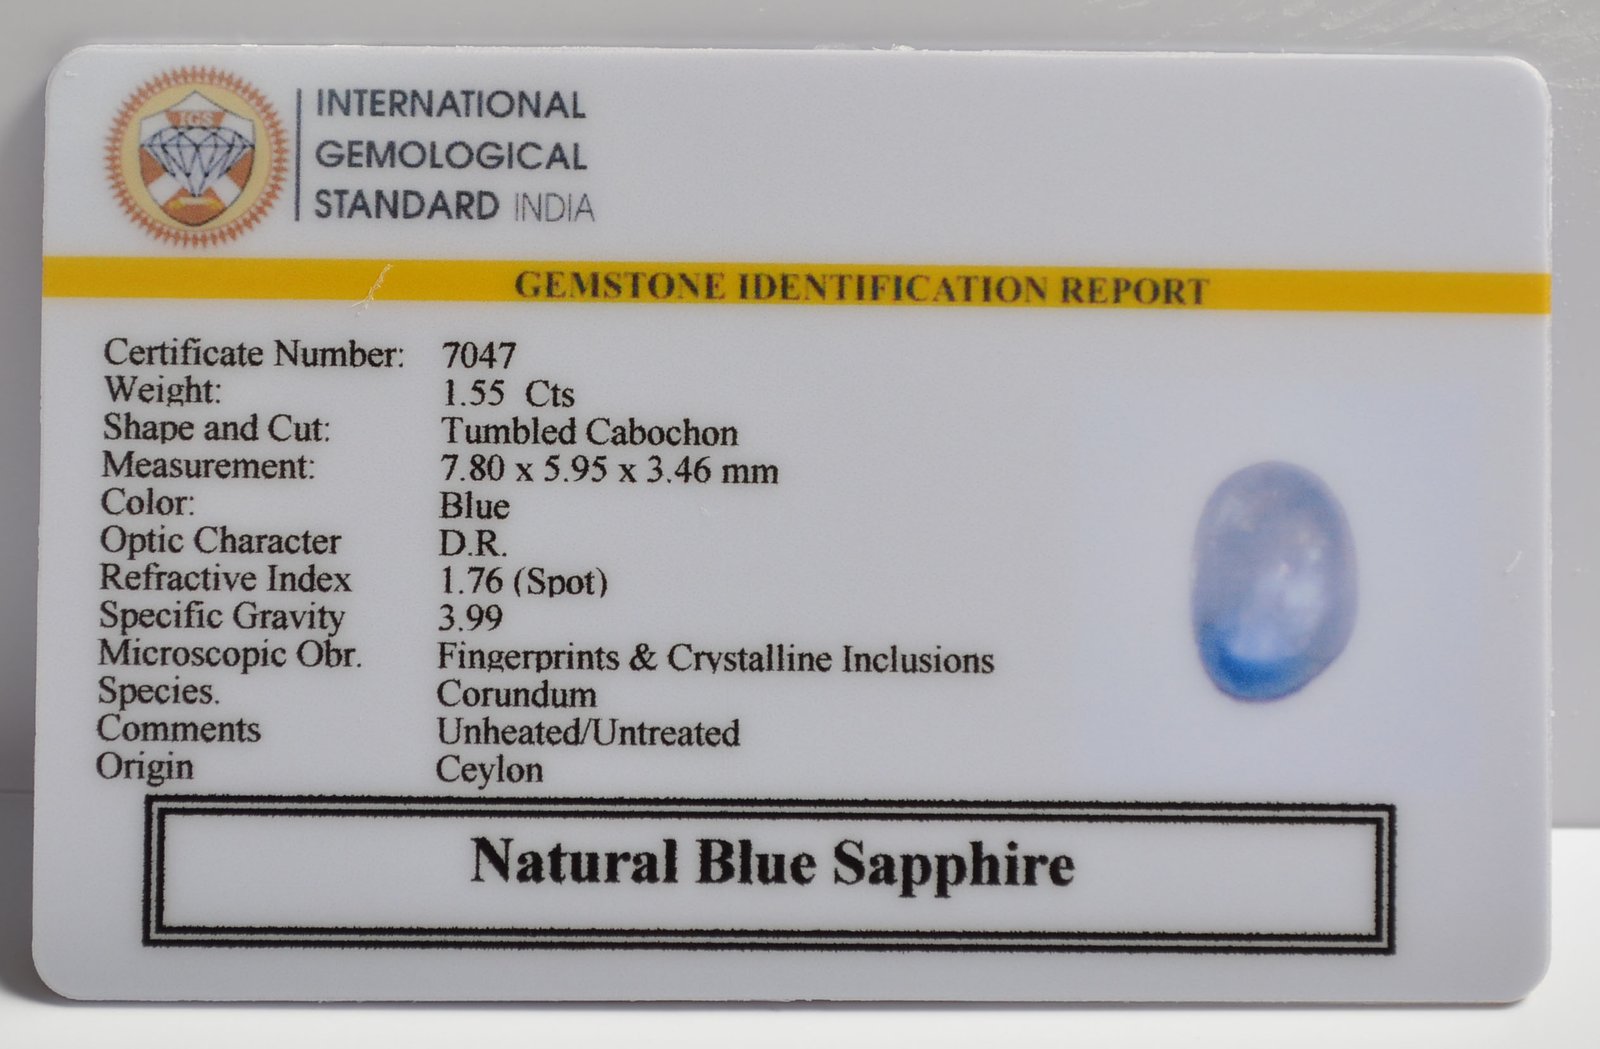 IGS
INTERNATIONAL
GEMOLOGICAL
STANDARD INDIA
GEMSTONE IDENTIFICATION REPORT
Certificate Number: 7047
Weight: 1.55 Cts
Shape and Cut: Tumbled Cabochon
Measurement: 7.80 x 5.95 x 3.46 mm
Color: Blue
Optic Character D.R.
Refractive Index 1.76 (Spot)
Specific Gravity 3.99
Microscopic Obr. Fingerprints & Crystalline Inclusions
Species. Corundum
Comments Unheated/Untreated
Origin Ceylon
Natural Blue Sapphire